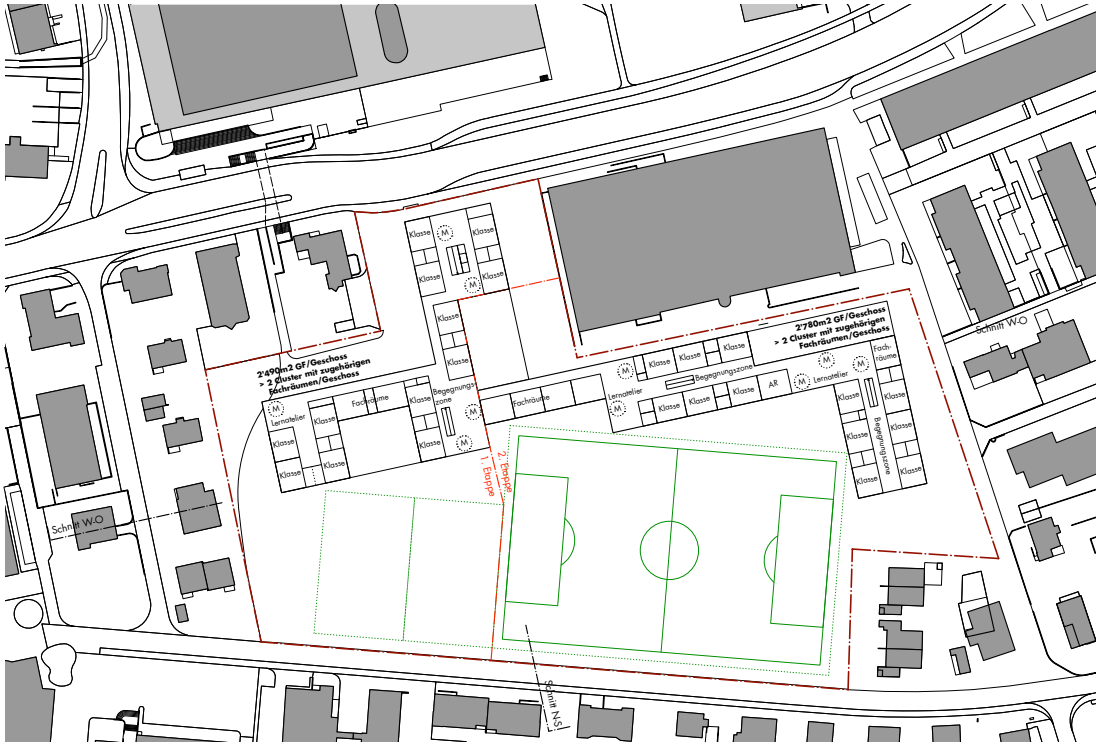 Klasse
M
Klasse
Klasse
Klasse
M
Klasse
Klasse
Schnitt W-O
2'780m2 GF/Geschoss
> 2 Cluster mit zugehörigen
Fachräumen/Geschoss
2'490m2 GF/Geschoss
> 2 Cluster mit zugehörigen
Fachräumen/Geschoss
Klasse
Klasse
Klasse
Klasse
M
M
Fach-
räume
Lernatelier
Begegnungszone
Klasse
AR
M
Lernatelier
Begegnungs-
zone
Klasse
Fachräume
Fachräume
Lernatelier
M
M
Klasse
Klasse
M
Klasse
Klasse
Klasse
Klasse
Klasse
Klasse
M
Klasse
Klasse
Klasse
Klasse
Begegnungszone
Klasse
Klasse
Klasse
Klasse
2. Etappe
1. Etappe
Schnitt W-O
Schnitt N-S